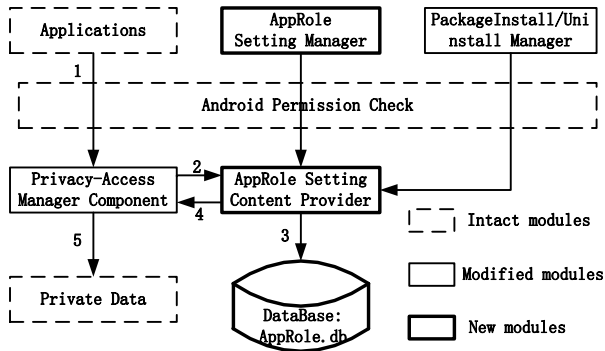 Applications
AppRole
Setting Manager
PackageInstall/Uni
nstall Manager
1
Android Permission Check
Privacy-Access
Manager Component
2
4
AppRole Setting
Content Provider
5
3
Private Data
DataBase:
AppRole.db
Intact modules
Modified modules
New modules